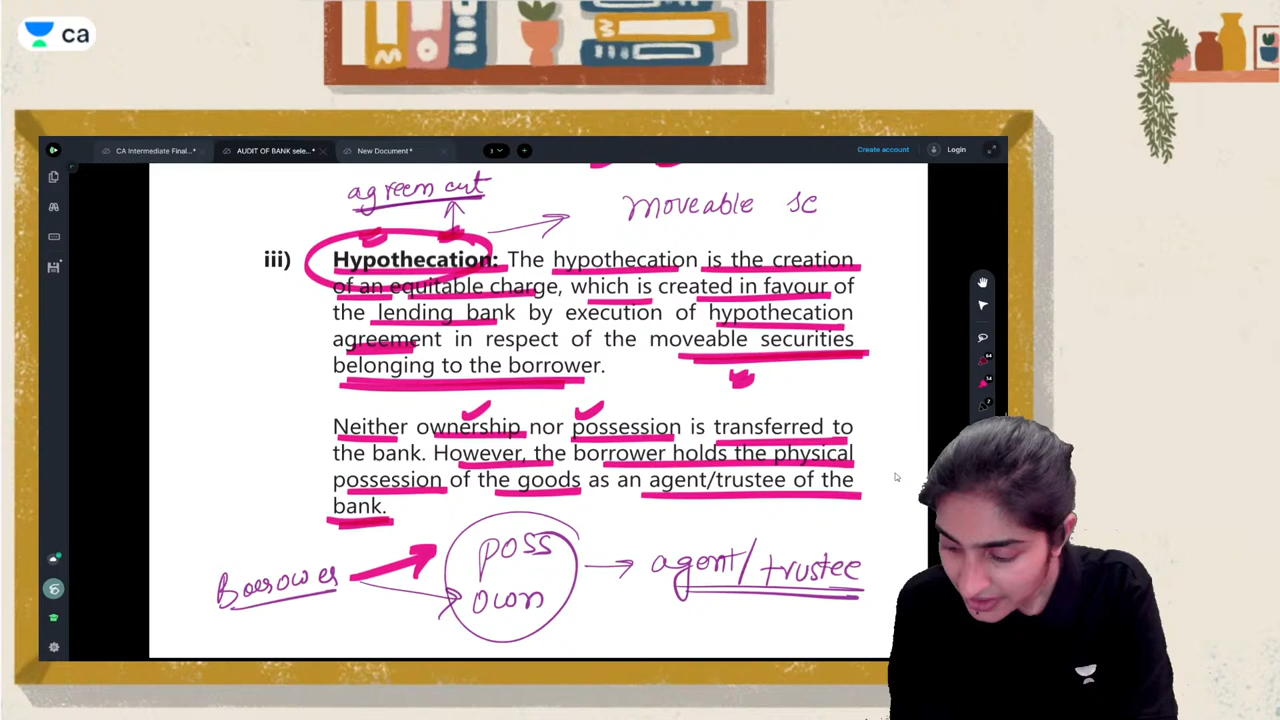 ca
CA Intermediate Final...*
AUDIT OF BANK sele...*
New Document*
Create account
Login
agreement
moveable se
iii) Hypothecation: The hypothecation is the creation
of an equitable charge, which is created in favour of
the lending bank by execution of hypothecation
agreement in respect of the moveable securities
belonging to the borrower.
Neither ownership nor possession is transferred to
the bank. However, the borrower holds the physical
possession of the goods as an agent/trustee of the
bank.
Borrower
poss
own
agent/trustee